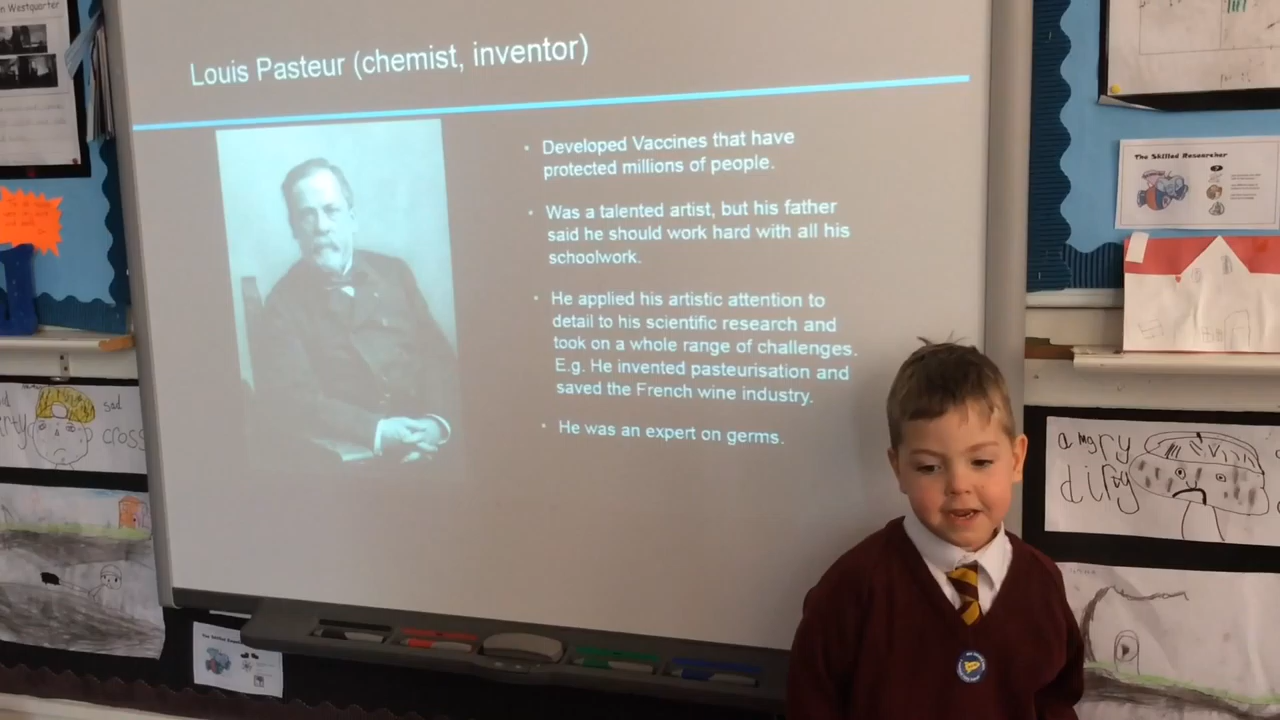 n Westquarter
Louis Pasteur (chemist, inventor)
• Developed Vaccines that have
protected millions of people.
• Was a talented artist, but his father
said he should work hard with all his
schoolwork.
• He applied his artistic attention to
detail to his scientific research and
took on a whole range of challenges.
E.g. He invented pasteurisation and
saved the French wine industry.
• He was an expert on germs.
The Skilled Researcher
sad
cross
angry
dirty